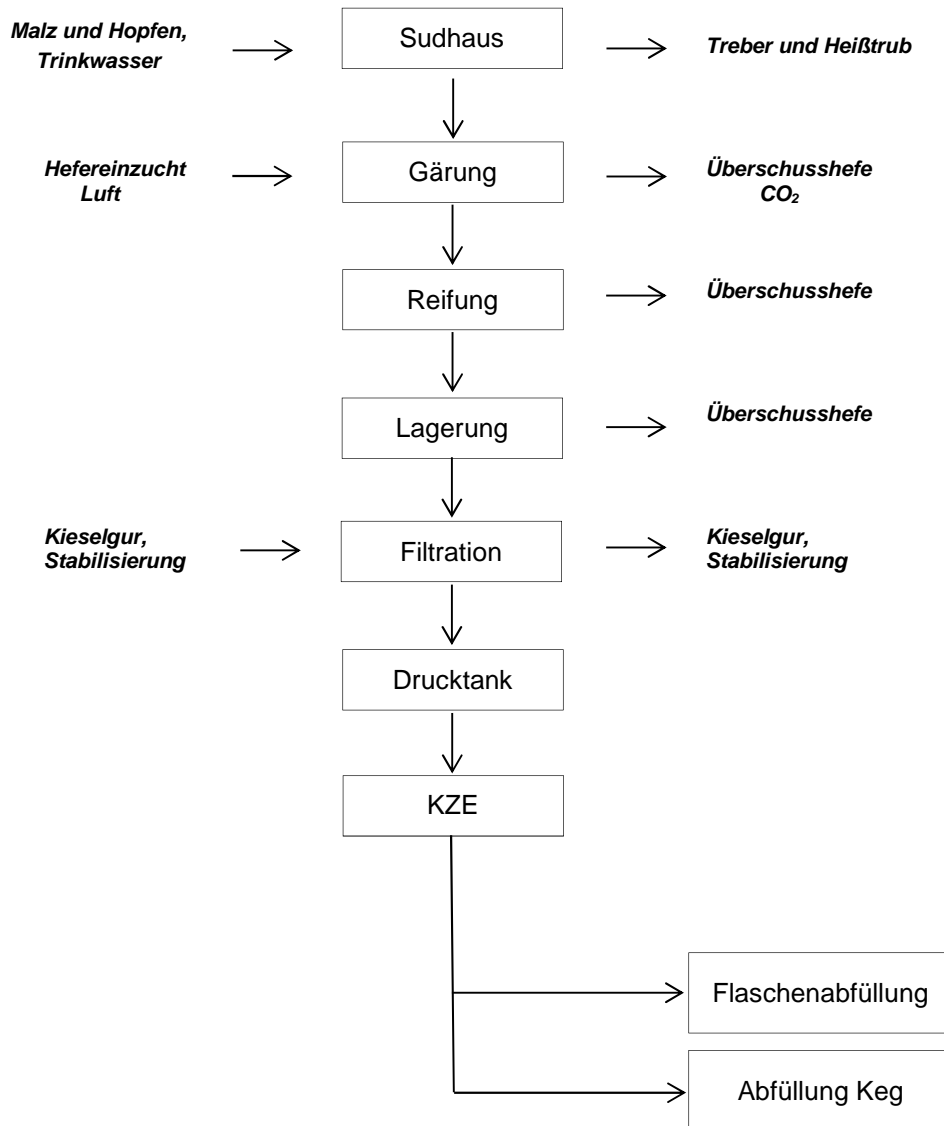 Malz und Hopfen,
Trinkwasser
Sudhaus
Treber und Heißtrub
Hefereinzucht
Luft
Gärung
Überschusshefe
CO₂
Reifung
Überschusshefe
Lagerung
Überschusshefe
Kieselgur,
Stabilisierung
Filtration
Kieselgur,
Stabilisierung
Drucktank
KZE
Flaschenabfüllung
Abfüllung Keg